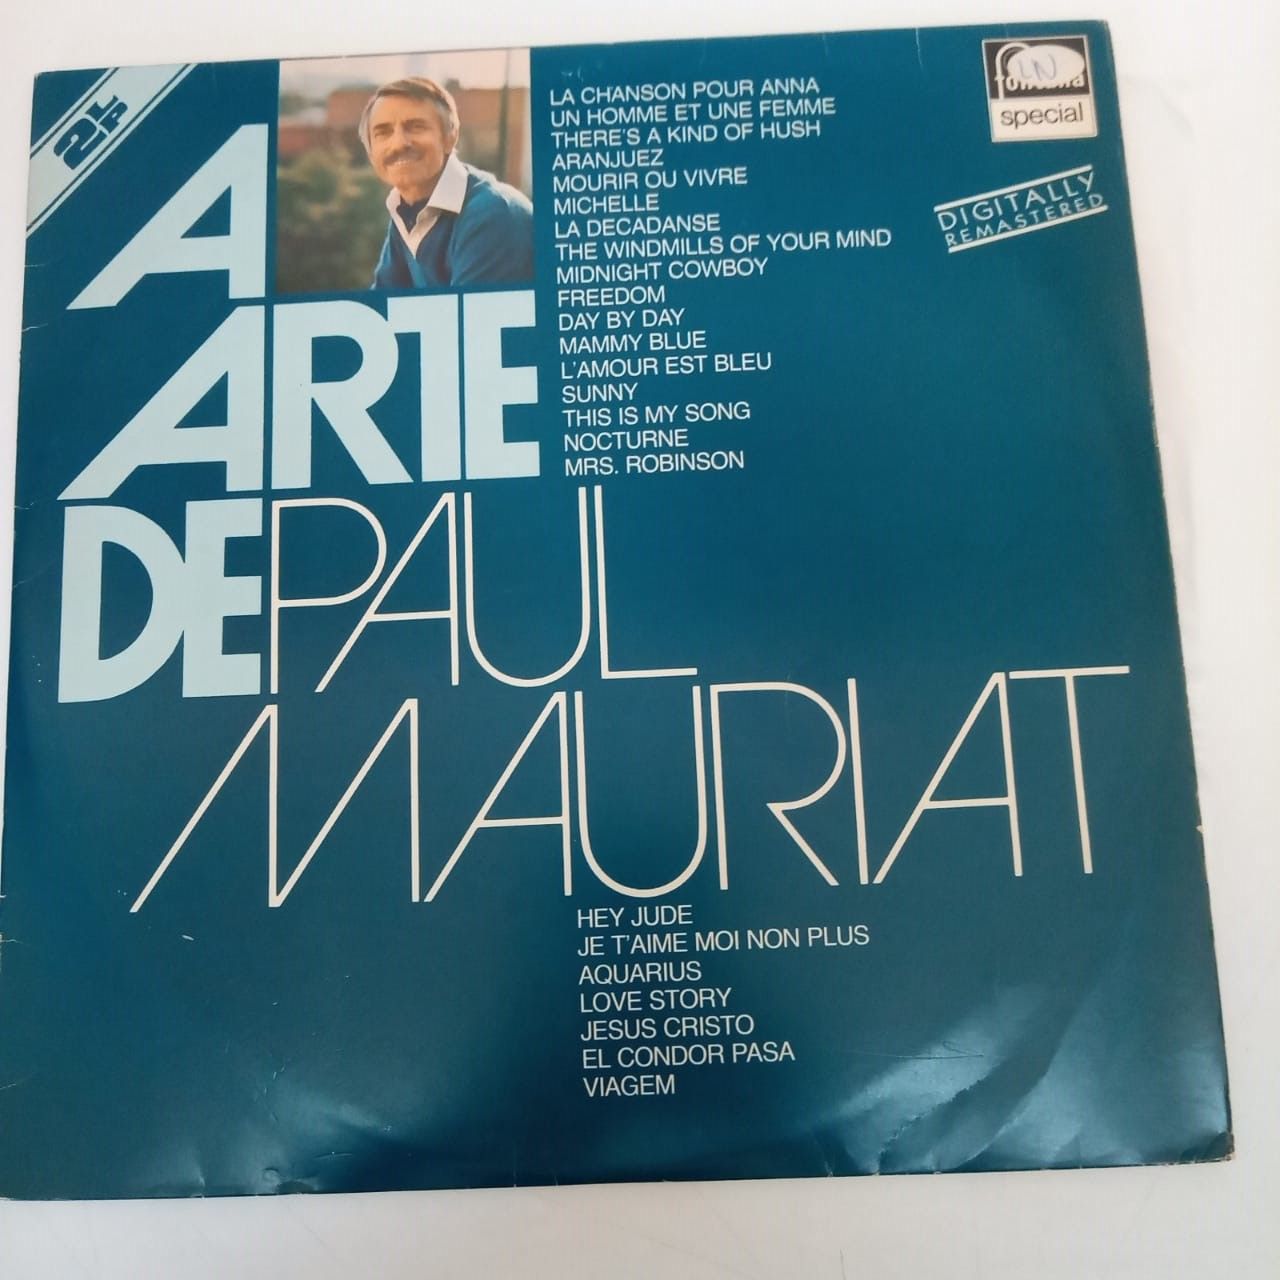 2LP
A
ARTE
DE PAUL
MAURIAT
LA CHANSON POUR ANNA
UN HOMME ET UNE FEMME
THERE'S A KIND OF HUSH
ARANJUEZ
MOURIR OU VIVRE
MICHELLE
LA DECADANSE
THE WINDMILLS OF YOUR MIND
MIDNIGHT COWBOY
FREEDOM
DAY BY DAY
MAMMY BLUE
L'AMOUR EST BLEU
SUNNY
THIS IS MY SONG
NOCTURNE
MRS. ROBINSON
LN
fontana
special
DIGITALLY
REMASTERED
HEY JUDE
JE T'AIME MOI NON PLUS
AQUARIUS
LOVE STORY
JESUS CRISTO
EL CONDOR PASA
VIAGEM